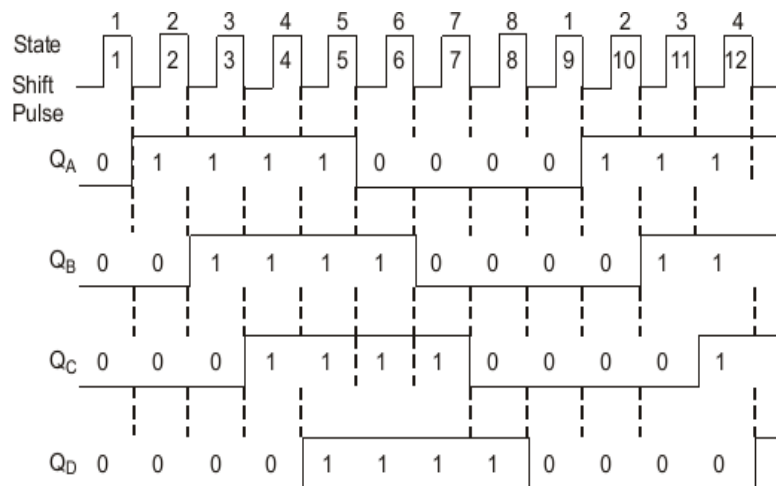 1 2 3 4 5 6 7 8 1 2 3 4
State
1 2 3 4 5 6 7 8 9 10 11 12
Shift
Pulse
QA 0 1 1 1 1 0 0 0 0 1 1 1
QB 0 0 1 1 1 1 0 0 0 0 1 1
QC 0 0 0 1 1 1 1 0 0 0 0 1
QD 0 0 0 0 1 1 1 1 0 0 0 0